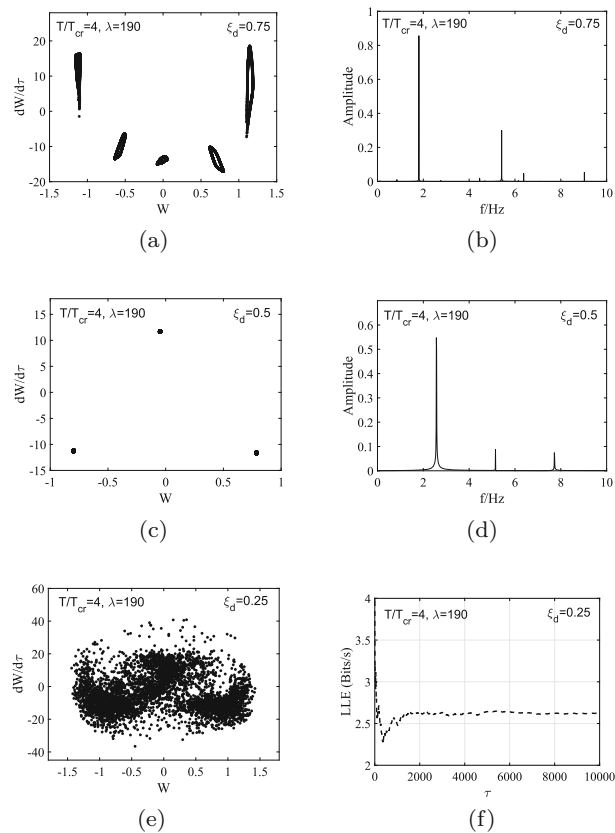 T/T_cr=4, λ=190 ξ_d=0.75
dW/dτ
20
10
0
-10
-20
-1.5 -1 -0.5 0 0.5 1 1.5
W
(a)
T/T_cr=4, λ=190 ξ_d=0.75
Amplitude
1
0.8
0.6
0.4
0.2
0
0 2 4 6 8 10
f/Hz
(b)
T/T_cr=4, λ=190 ξ_d=0.5
dW/dτ
15
10
5
0
-5
-10
-15
-1 -0.5 0 0.5 1
W
(c)
T/T_cr=4, λ=190 ξ_d=0.5
Amplitude
0.6
0.5
0.4
0.3
0.2
0.1
0
0 2 4 6 8 10
f/Hz
(d)
T/T_cr=4, λ=190 ξ_d=0.25
dW/dτ
60
40
20
0
-20
-40
-1.5 -1 -0.5 0 0.5 1 1.5
W
(e)
T/T_cr=4, λ=190 ξ_d=0.25
LLE (Bits/s)
4
3.5
3
2.5
2
0 2000 4000 6000 8000 10000
τ
(f)